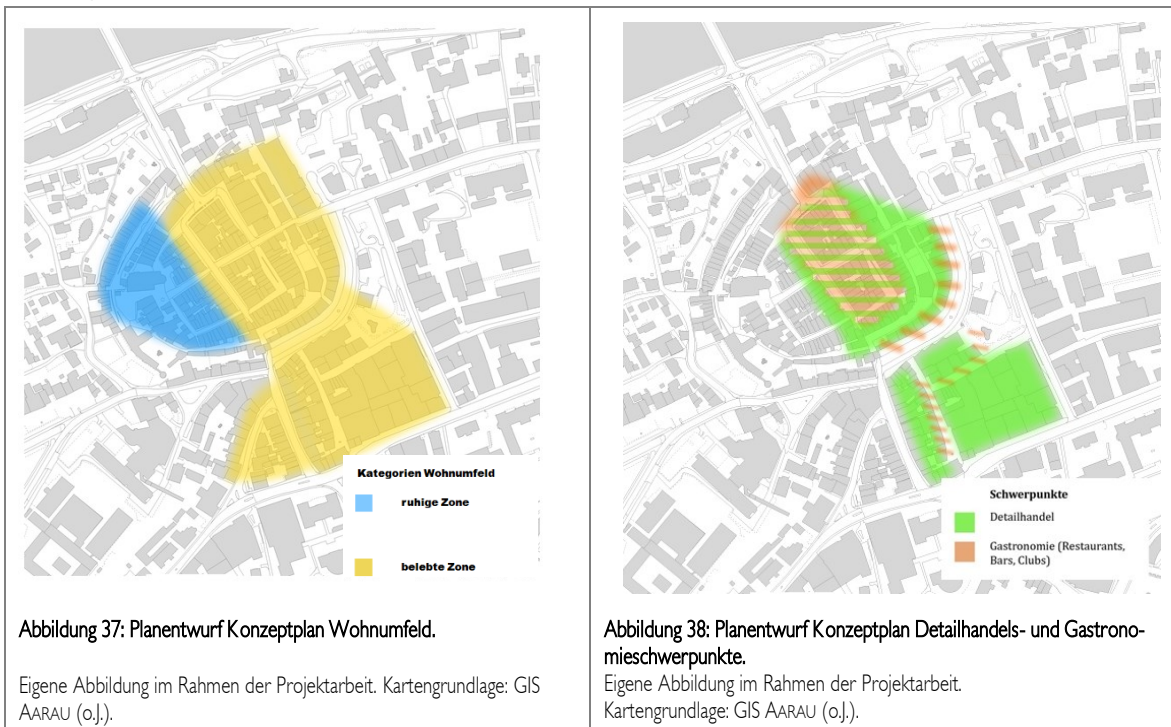 Kategorien Wohnumfeld
ruhige Zone
belebte Zone
Abbildung 37: Planentwurf Konzeptplan Wohnumfeld.
Eigene Abbildung im Rahmen der Projektarbeit. Kartengrundlage: GIS
AARAU (o.J.).
Schwerpunkte
Detailhandel
Gastronomie (Restaurants,
Bars, Clubs)
Abbildung 38: Planentwurf Konzeptplan Detailhandels- und Gastrono-
mieschwerpunkte.
Eigene Abbildung im Rahmen der Projektarbeit.
Kartengrundlage: GIS AARAU (o.J.).